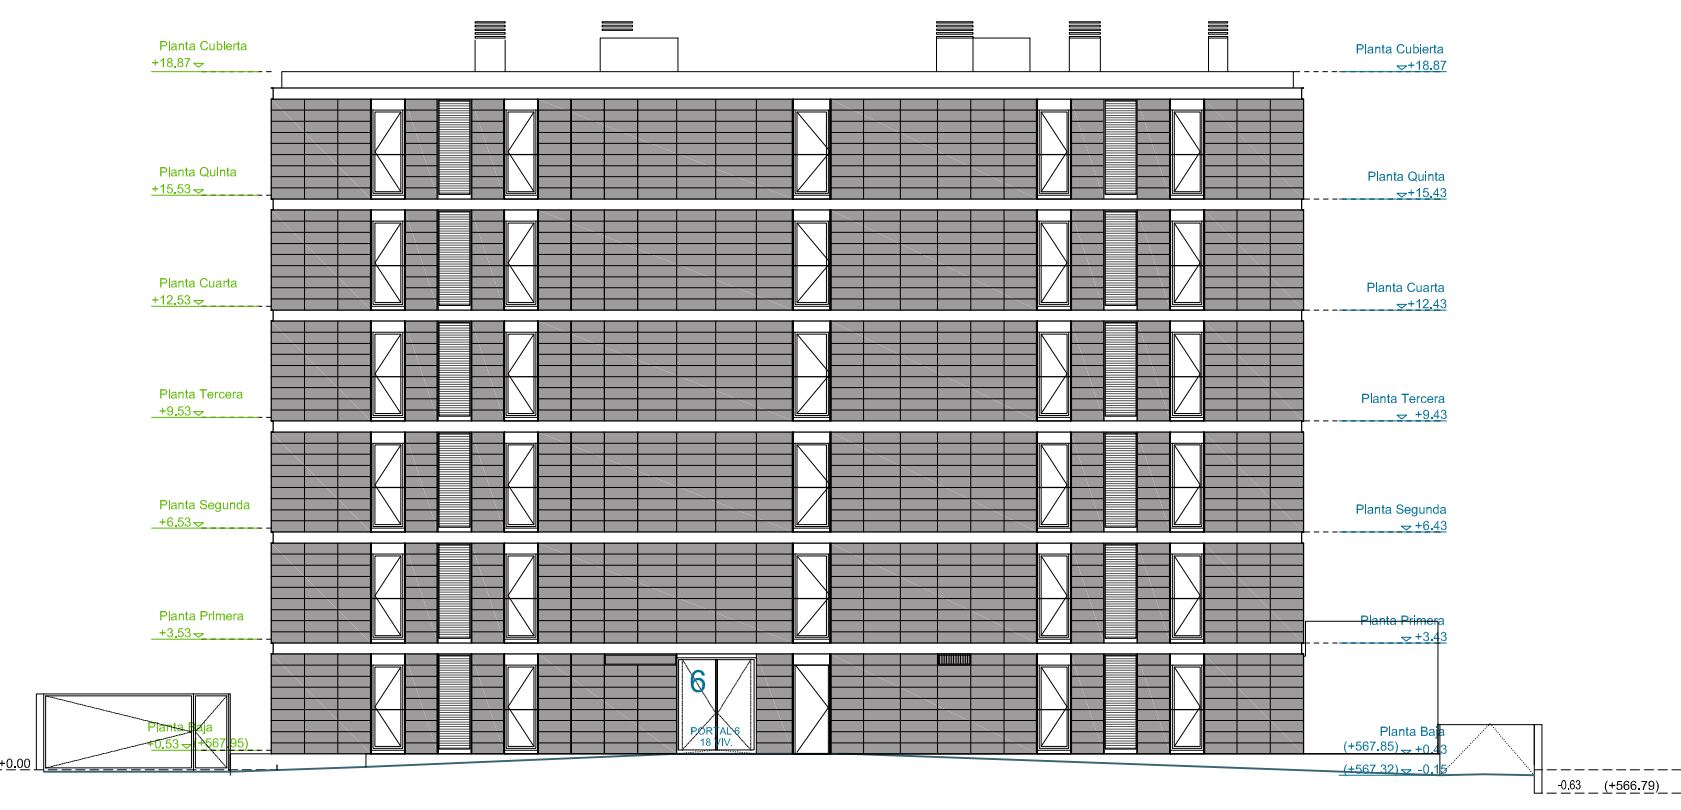 Planta Cubierta
+18.87
Planta Cubierta
+18.87
Planta Quinta
+15.53
Planta Quinta
+15.43
Planta Cuarta
+12.53
Planta Cuarta
+12.43
Planta Tercera
+9.53
Planta Tercera
+9.43
Planta Segunda
+6.53
Planta Segunda
+6.43
Planta Primera
+3.53
Planta Primera
+3.43
6
PORTAL 6
18 VIV.
Planta Baja
+0.53 (+567.95)
Planta Baja
(+567.85) +0.43
(+567.32) -0.15
+0.00
-0.63 (+566.79)